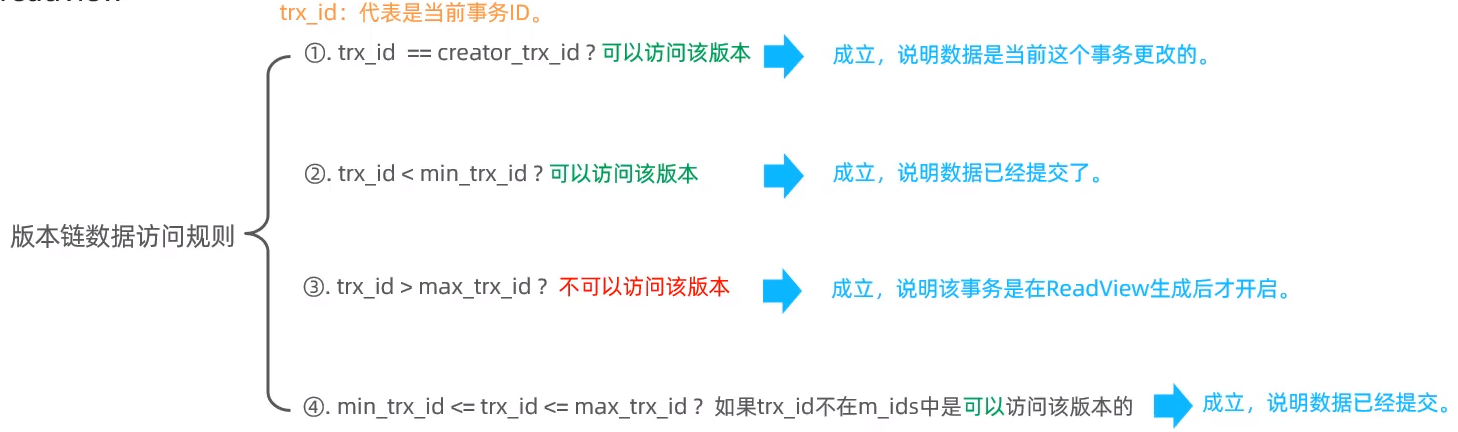 readview
trx_id：代表是当前事务ID。
①. trx_id == creator_trx_id ? 可以访问该版本
成立，说明数据是当前这个事务更改的。
②. trx_id < min_trx_id ? 可以访问该版本
成立，说明数据已经提交了。
版本链数据访问规则
③. trx_id > max_trx_id ? 不可以访问该版本
成立，说明该事务是在ReadView生成后才开启。
④. min_trx_id <= trx_id <= max_trx_id ? 如果trx_id不在m_ids中是可以访问该版本的
成立，说明数据已经提交。